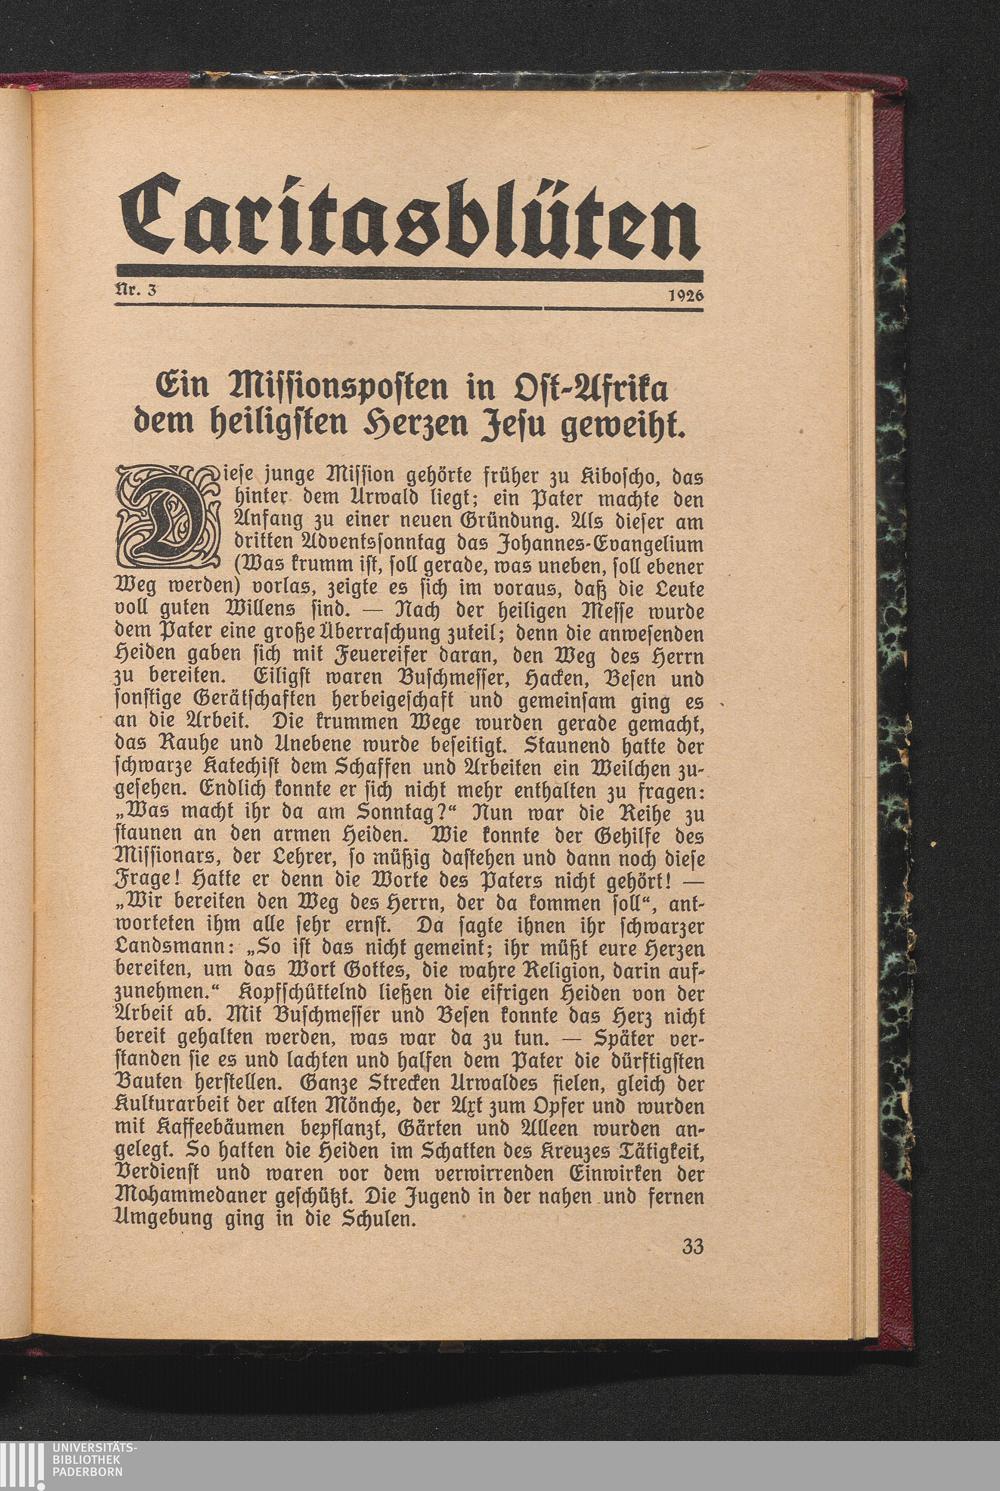 Caritasblüten
Nr. 3 1926
Ein Missionsposten in Ost-Afrika
dem heiligsten Herzen Jesu geweiht.
Diese junge Mission gehörte früher zu Kiboscho, das
hinter dem Urwald liegt; ein Pater machte den
Anfang zu einer neuen Gründung. Als dieser am
dritten Adventssonntag das Johannes-Evangelium
(Was krumm ist, soll gerade, was uneben, soll ebener
Weg werden) vorlas, zeigte es sich im voraus, daß die Leute
voll guten Willens sind. — Nach der heiligen Messe wurde
dem Pater eine große Überraschung zuteil; denn die anwesenden
Heiden gaben sich mit Feuereifer daran, den Weg des Herrn
zu bereiten. Eiligst waren Buschmesser, Hacken, Besen und
sonstige Gerätschaften herbeigeschaft und gemeinsam ging es
an die Arbeit. Die krummen Wege wurden gerade gemacht,
das Rauhe und Unebene wurde beseitigt. Staunend hatte der
schwarze Katechist dem Schaffen und Arbeiten ein Weilchen zu-
gesehen. Endlich konnte er sich nicht mehr enthalten zu fragen:
„Was macht ihr da am Sonntag?“ Nun war die Reihe zu
staunen an den armen Heiden. Wie konnte der Gehilfe des
Missionars, der Lehrer, so müßig dastehen und dann noch diese
Frage! Hatte er denn die Worte des Paters nicht gehört! —
„Wir bereiten den Weg des Herrn, der da kommen soll“, ant-
worteten ihm alle sehr ernst. Da sagte ihnen ihr schwarzer
Landsmann: „So ist das nicht gemeint; ihr müßt eure Herzen
bereiten, um das Wort Gottes, die wahre Religion, darin auf-
zunehmen.“ Kopfschüttelnd ließen die eifrigen Heiden von der
Arbeit ab. Mit Buschmesser und Besen konnte das Herz nicht
bereit gehalten werden, was war da zu tun. — Später ver-
standen sie es und lachten und halfen dem Pater die dürftigsten
Bauten herstellen. Ganze Strecken Urwaldes fielen, gleich der
Kulturarbeit der alten Mönche, der Axt zum Opfer und wurden
mit Kaffeebäumen bepflanzt, Gärten und Alleen wurden an-
gelegt. So hatten die Heiden im Schatten des Kreuzes Tätigkeit,
Verdienst und waren vor dem verwirrenden Einwirken der
Mohammedaner geschützt. Die Jugend in der nahen und fernen
Umgebung ging in die Schulen.
33
UNIVERSITÄTS-
BIBLIOTHEK
PADERBORN